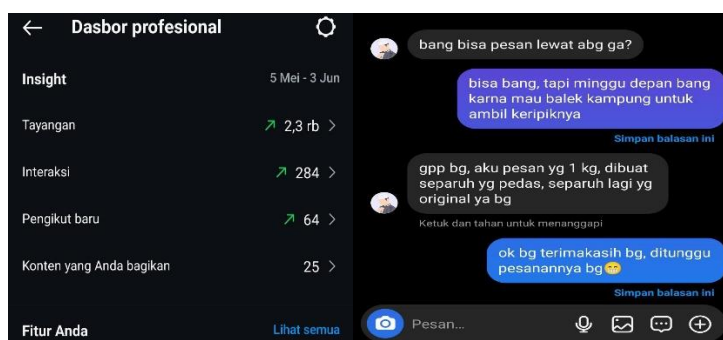 Dasbor profesional
Insight 5 Mei - 3 Jun
Tayangan 2,3 rb >
Interaksi 284 >
Pengikut baru 64 >
Konten yang Anda bagikan 25 >
Fitur Anda Lihat semua
bang bisa pesan lewat abg ga?
bisa bang, tapi minggu depan bang
karna mau balek kampung untuk
ambil keripiknya
Simpan balasan ini
gpp bg, aku pesan yg 1 kg, dibuat
separuh yg pedas, separuh lagi yg
original ya bg
Ketuk dan tahan untuk menanggapi
ok bg terimakasih bg, ditunggu
pesanannya bg😁
Simpan balasan ini
Pesan...